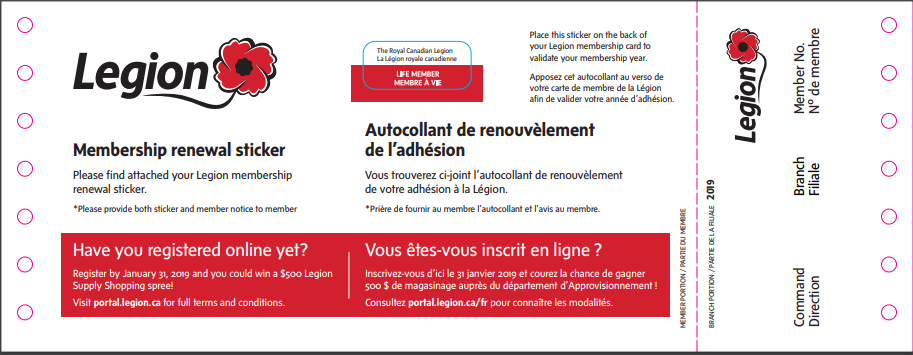 Legion
The Royal Canadian Legion
La Légion royale canadienne
LIFE MEMBER
MEMBRE À VIE
Place this sticker on the back of
your Legion membership card to
validate your membership year.
Apposez cet autocollant au verso de
votre carte de membre de la Légion
afin de valider votre année d'adhésion.
Membership renewal sticker
Please find attached your Legion membership
renewal sticker.
*Please provide both sticker and member notice to member
Autocollant de renouvèlement
de l'adhésion
Vous trouverez ci-joint l'autocollant de renouvèlement
de votre adhésion à la Légion.
*Prière de fournir au membre l'autocollant et l'avis au membre.
Have you registered online yet?
Register by January 31, 2019 and you could win a $500 Legion
Supply Shopping spree!
Visit portal.legion.ca for full terms and conditions.
Vous êtes-vous inscrit en ligne ?
Inscrivez-vous d'ici le 31 janvier 2019 et courez la chance de gagner
500 $ de magasinage auprès du département d'Approvisionnement !
Consultez portal.legion.ca/fr pour connaître les modalités.
MEMBER PORTION / PARTIE DU MEMBRE
BRANCH PORTION / PARTIE DE LA FILIALE 2019
Legion
Member No.
N° de membre
Branch
Filiale
Command
Direction